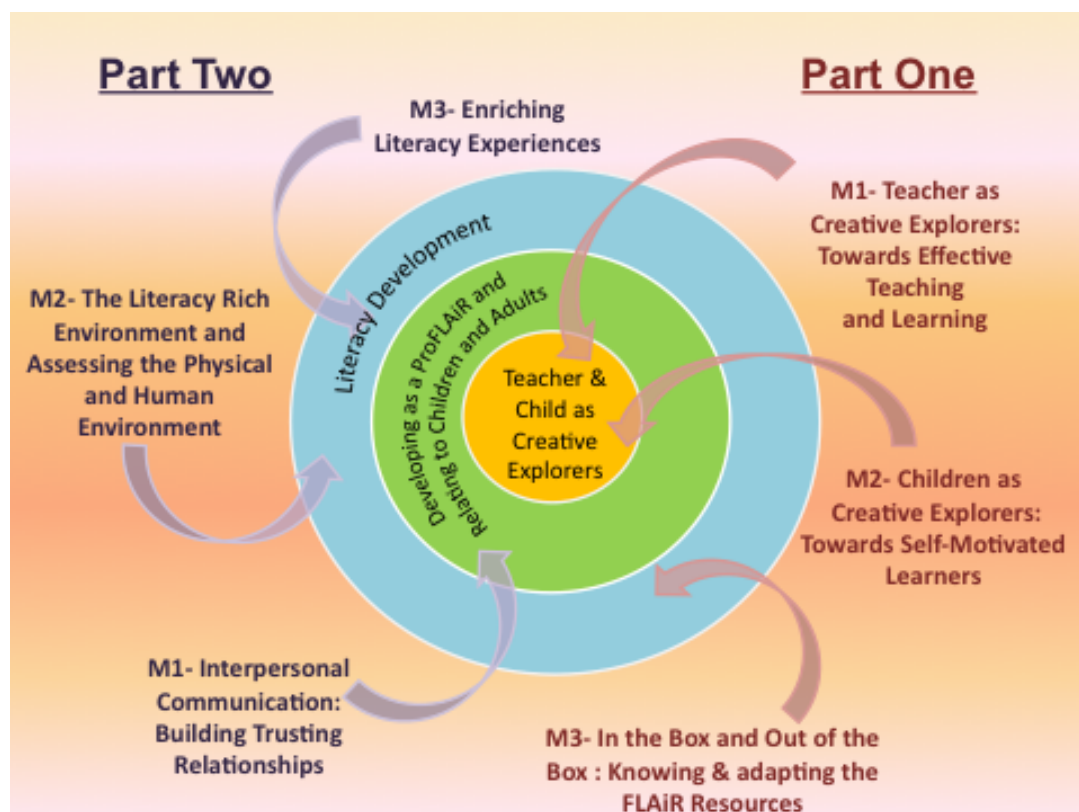 Part Two
Part One
M3- Enriching
Literacy Experiences
M1- Teacher as
Creative Explorers:
Towards Effective
Teaching
and Learning
M2- The Literacy Rich
Environment and
Assessing the Physical
and Human
Environment
Literacy Development
Developing as a ProFLAiR and
Relating to Children and Adults
Teacher &
Child as
Creative
Explorers
M2- Children as
Creative Explorers:
Towards Self-Motivated
Learners
M1- Interpersonal
Communication:
Building Trusting
Relationships
M3- In the Box and Out of the
Box : Knowing & adapting the
FLAiR Resources